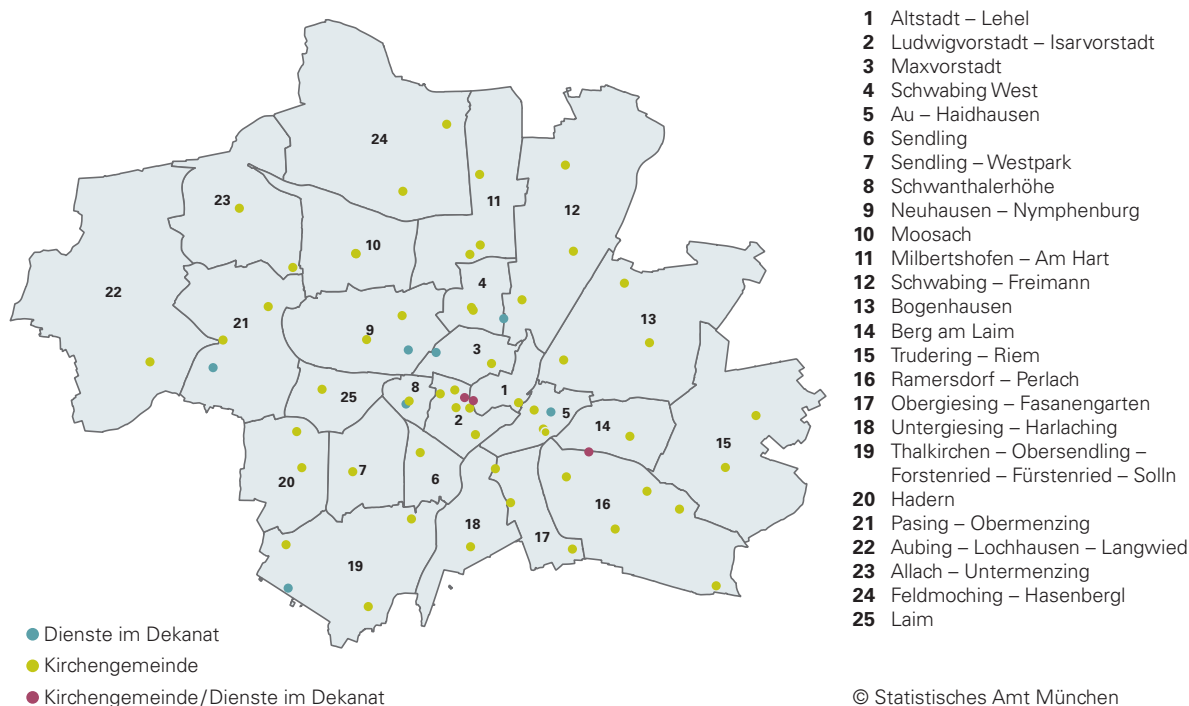 24
23
11
12
10
22
4
21
13
9
3
8
1
25
5
2
14
15
7
20
6
16
18
17
19
Dienste im Dekanat
Kirchengemeinde
Kirchengemeinde/Dienste im Dekanat
1 Altstadt – Lehel
2 Ludwigvorstadt – Isarvorstadt
3 Maxvorstadt
4 Schwabing West
5 Au – Haidhausen
6 Sendling
7 Sendling – Westpark
8 Schwanthalerhöhe
9 Neuhausen – Nymphenburg
10 Moosach
11 Milbertshofen – Am Hart
12 Schwabing – Freimann
13 Bogenhausen
14 Berg am Laim
15 Trudering – Riem
16 Ramersdorf – Perlach
17 Obergiesing – Fasanengarten
18 Untergiesing – Harlaching
19 Thalkirchen – Obersendling –
Forstenried – Fürstenried – Solln
20 Hadern
21 Pasing – Obermenzing
22 Aubing – Lochhausen – Langwied
23 Allach – Untermenzing
24 Feldmoching – Hasenbergl
25 Laim
© Statistisches Amt München